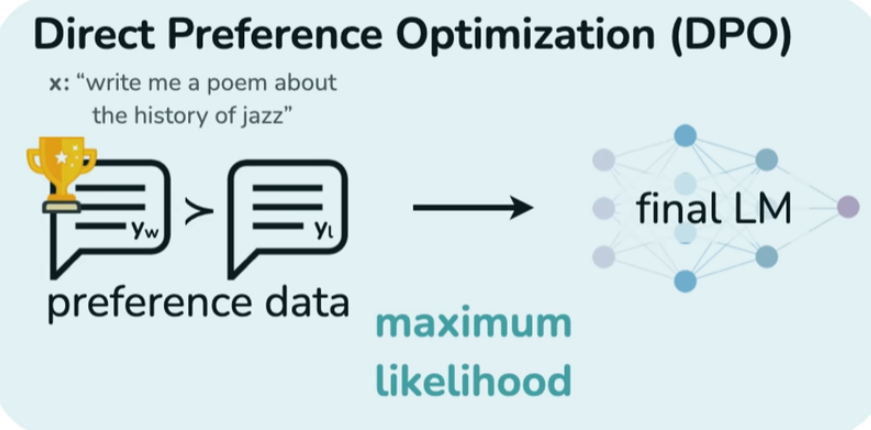 Direct Preference Optimization (DPO)
x: “write me a poem about
the history of jazz”
yw
≻
yl
final LM
preference data
maximum
likelihood